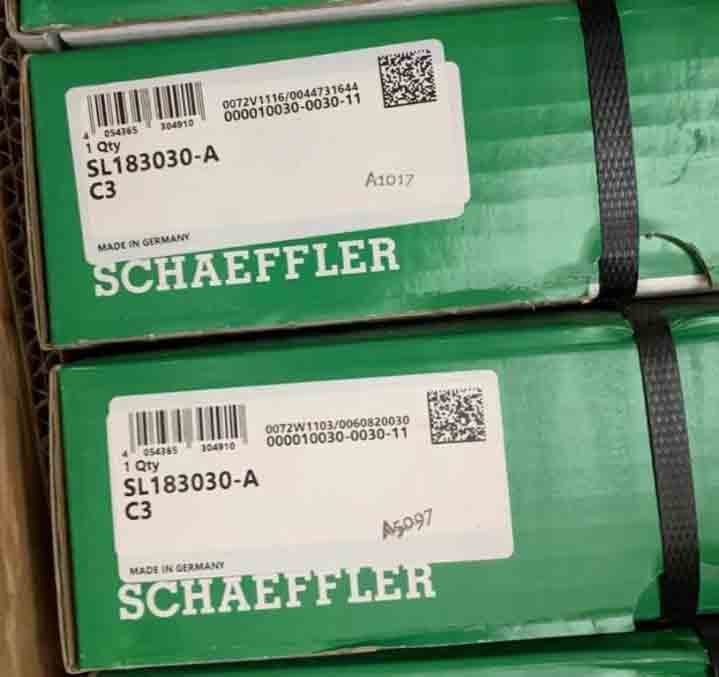 0072V1116/0044731644
000010030-0030-11
4 054365 304910
1 Qty
SL183030-A
C3
A1017
MADE IN GERMANY
SCHAEFFLER
0072W1103/0060820030
000010030-0030-11
4 054365 304910
1 Qty
SL183030-A
C3
A5097
MADE IN GERMANY
SCHAEFFLER